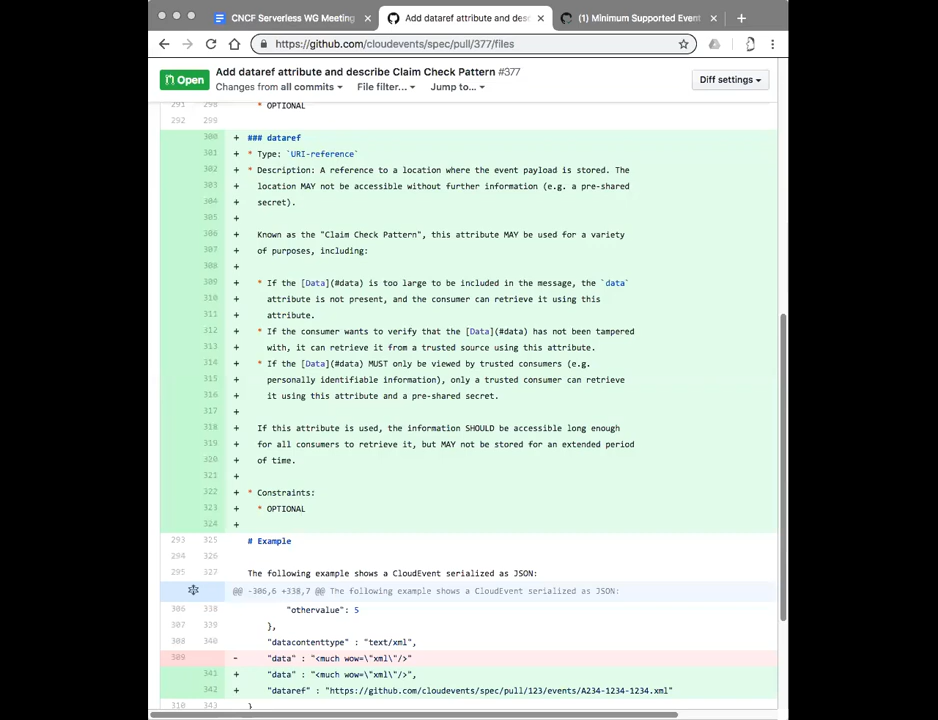 CNCF Serverless WG Meeting
Add dataref attribute and des
(1) Minimum Supported Event
https://github.com/cloudevents/spec/pull/377/files
Open
Add dataref attribute and describe Claim Check Pattern #377
Changes from all commits
File filter...
Jump to...
Diff settings
291 298 * OPTIONAL
292 299
300 + ### dataref
301 + * Type: `URI-reference`
302 + * Description: A reference to a location where the event payload is stored. The
303 + location MAY not be accessible without further information (e.g. a pre-shared
304 + secret).
305 +
306 + Known as the "Claim Check Pattern", this attribute MAY be used for a variety
307 + of purposes, including:
308 +
309 + * If the [Data](#data) is too large to be included in the message, the `data`
310 + attribute is not present, and the consumer can retrieve it using this
311 + attribute.
312 + * If the consumer wants to verify that the [Data](#data) has not been tampered
313 + with, it can retrieve it from a trusted source using this attribute.
314 + * If the [Data](#data) MUST only be viewed by trusted consumers (e.g.
315 + personally identifiable information), only a trusted consumer can retrieve
316 + it using this attribute and a pre-shared secret.
317 +
318 + If this attribute is used, the information SHOULD be accessible long enough
319 + for all consumers to retrieve it, but MAY not be stored for an extended period
320 + of time.
321 +
322 + * Constraints:
323 + * OPTIONAL
324 +
293 325 # Example
294 326
295 327 The following example shows a CloudEvent serialized as JSON:
@@ -306,6 +338,7 @@ The following example shows a CloudEvent serialized as JSON:
306 338 "othervalue": 5
307 339 },
308 340 "datacontenttype" : "text/xml",
309 - "data" : "<much wow=\"xml\"/>"
341 + "data" : "<much wow=\"xml\"/>",
342 + "dataref" : "https://github.com/cloudevents/spec/pull/123/events/A234-1234-1234.xml"
310 343 }